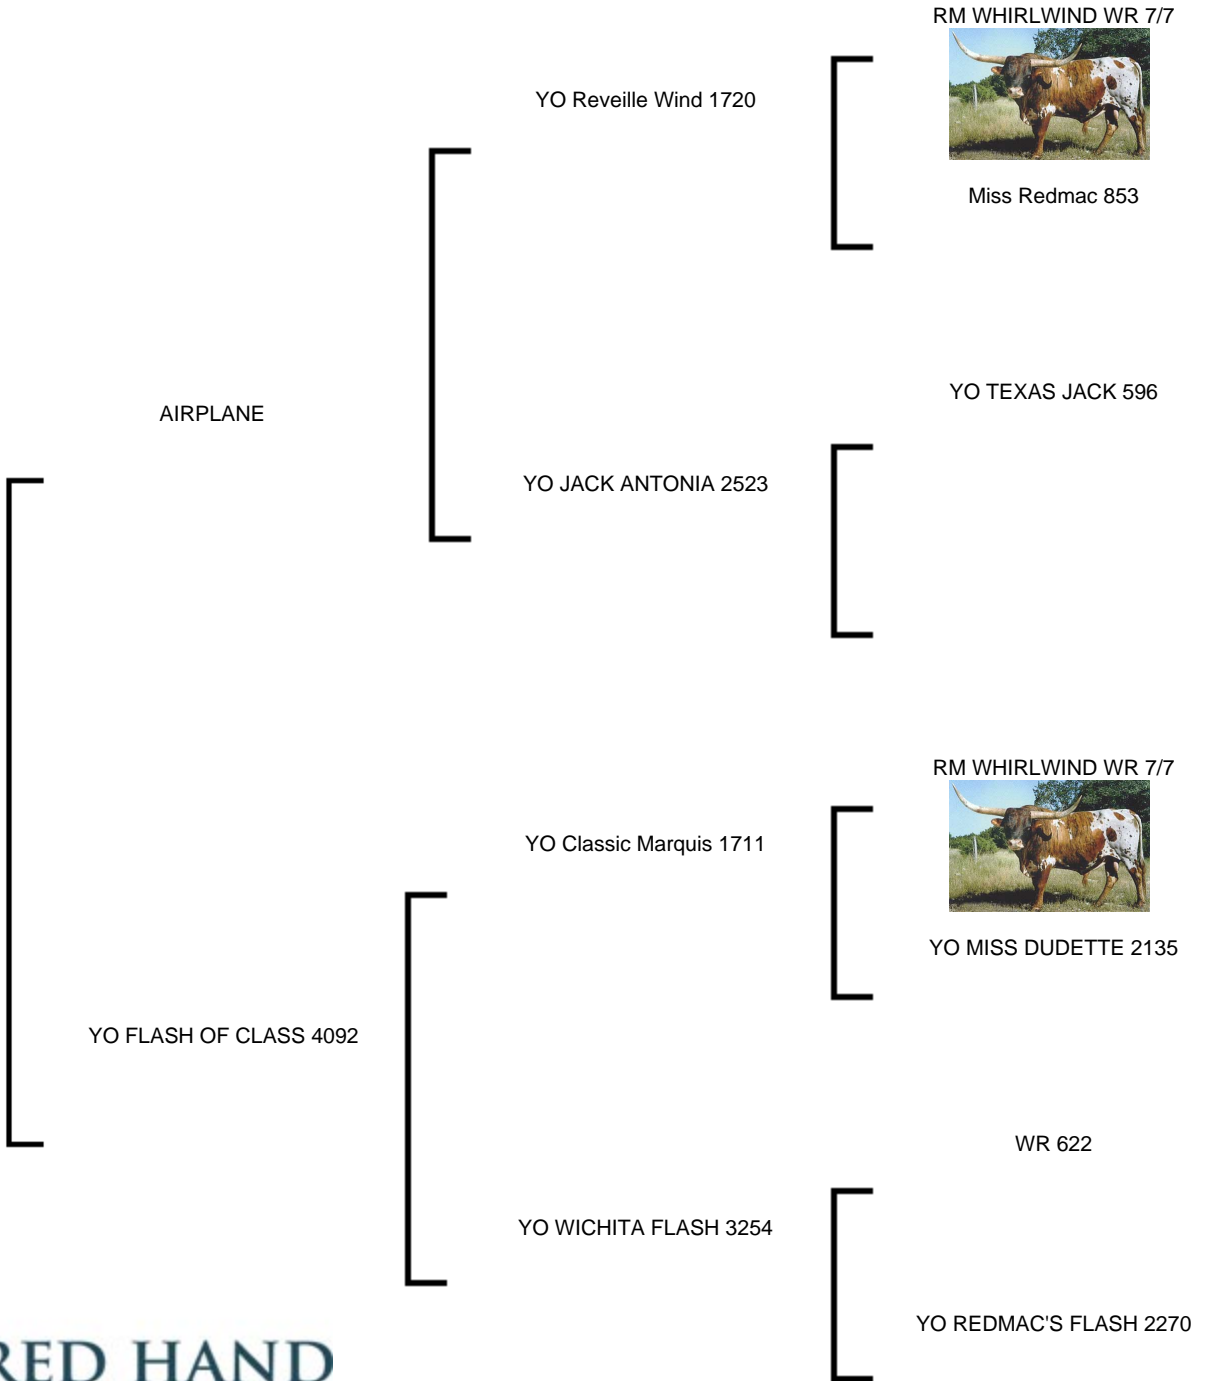 RM WHIRLWIND WR 7/7
YO Reveille Wind 1720
Miss Redmac 853
YO TEXAS JACK 596
AIRPLANE
YO JACK ANTONIA 2523
RM WHIRLWIND WR 7/7
YO Classic Marquis 1711
YO MISS DUDETTE 2135
YO FLASH OF CLASS 4092
WR 622
YO WICHITA FLASH 3254
YO REDMAC'S FLASH 2270
RED HAND